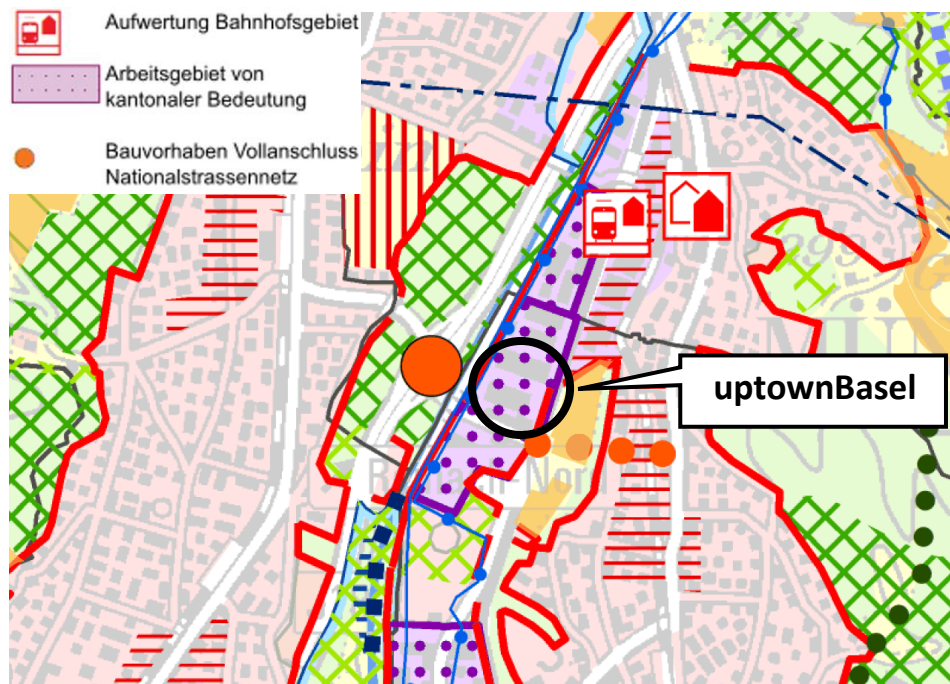 Aufwertung Bahnhofsgebiet
Arbeitsgebiet von
kantonaler Bedeutung
Bauvorhaben Vollanschluss
Nationalstrassennetz
uptownBasel